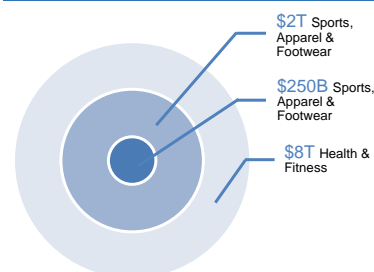 $2T Sports,
Apparel &
Footwear
$250B Sports,
Apparel &
Footwear
$8T Health &
Fitness